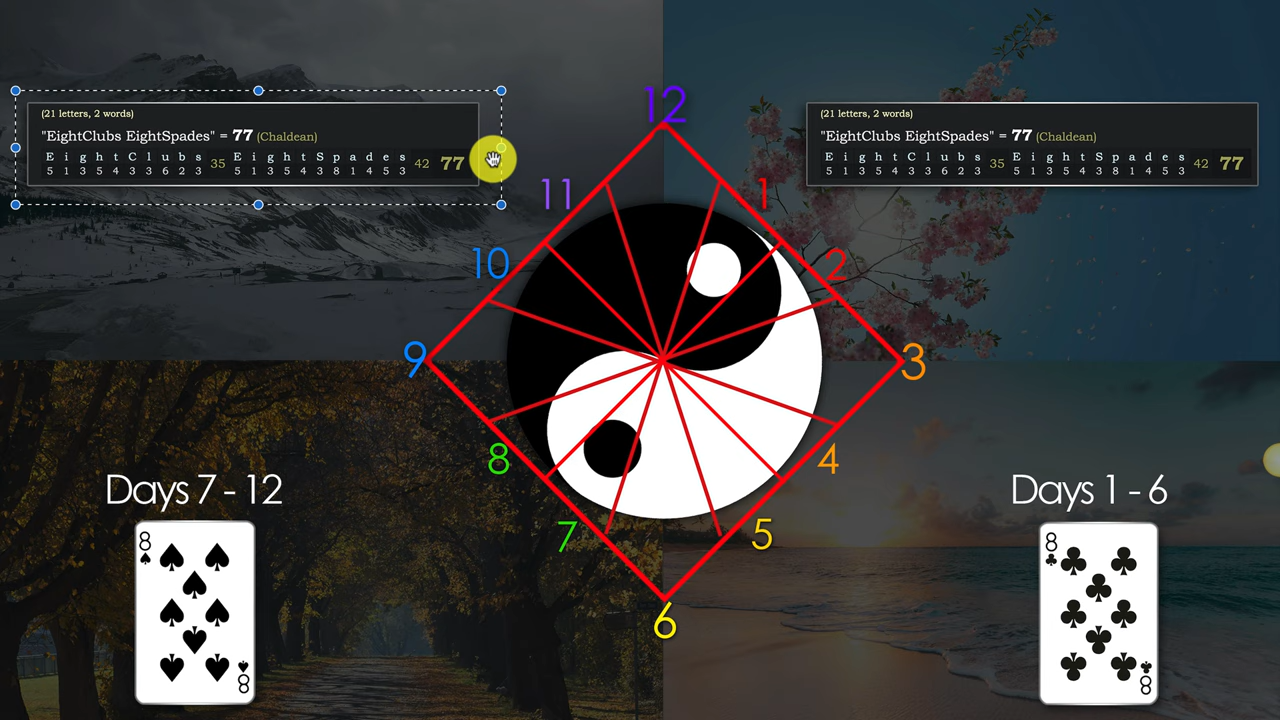 (21 letters, 2 words)
"EightClubs EightSpades" = 77 (Chaldean)
E i g h t C l u b s 35 E i g h t S p a d e s 42 77
5 1 3 5 4 3 3 6 2 3 5 1 3 5 4 3 8 1 4 5 3
(21 letters, 2 words)
"EightClubs EightSpades" = 77 (Chaldean)
E i g h t C l u b s 35 E i g h t S p a d e s 42 77
5 1 3 5 4 3 3 6 2 3 5 1 3 5 4 3 8 1 4 5 3
12
11
1
10
2
9
3
8
4
7
5
6
Days 7 - 12
8
8
Days 1 - 6
8
8